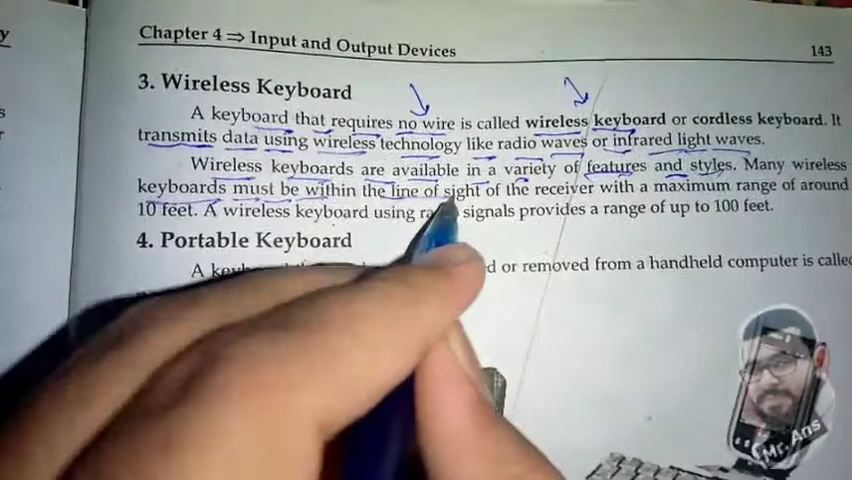 Chapter 4 ⇒ Input and Output Devices
143
3. Wireless Keyboard
A keyboard that requires no wire is called wireless keyboard or cordless keyboard. It
transmits data using wireless technology like radio waves or infrared light waves.
Wireless keyboards are available in a variety of features and styles. Many wireless
keyboards must be within the line of sight of the receiver with a maximum range of around
10 feet. A wireless keyboard using signals provides a range of up to 100 feet.
4. Portable Keyboard
A or removed from a handheld computer is called
Mr. Ans